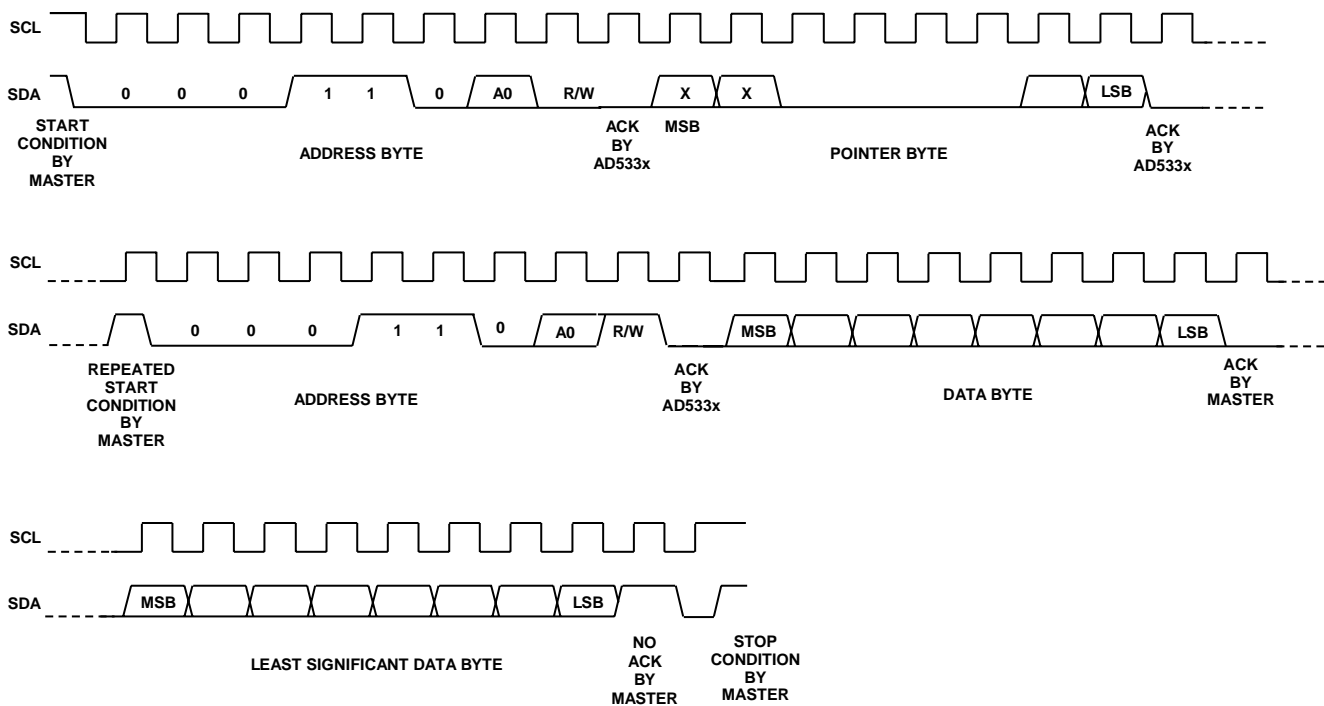 SCL
SDA
0 0 0 1 1 0 A0 R/W X X LSB
START
CONDITION
BY
MASTER
ADDRESS BYTE
ACK
BY
AD533x
MSB
POINTER BYTE
ACK
BY
AD533x
SCL
SDA
0 0 0 1 1 0 A0 R/W MSB LSB
REPEATED
START
CONDITION
BY
MASTER
ADDRESS BYTE
ACK
BY
AD533x
DATA BYTE
ACK
BY
MASTER
SCL
SDA
MSB LSB
LEAST SIGNIFICANT DATA BYTE
NO
ACK
BY
MASTER
STOP
CONDITION
BY
MASTER